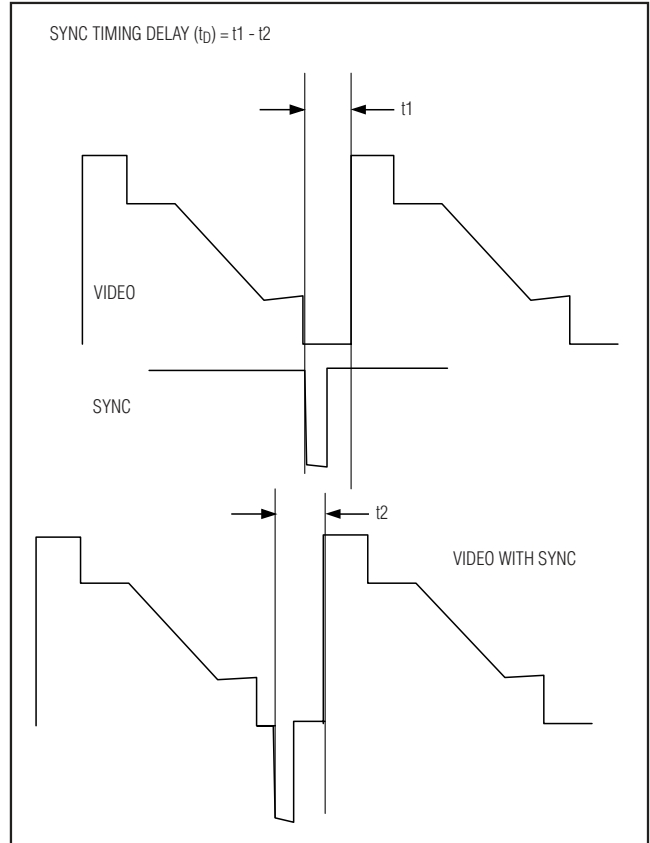 SYNC TIMING DELAY (tD) = t1 - t2
t1
VIDEO
SYNC
t2
VIDEO WITH SYNC